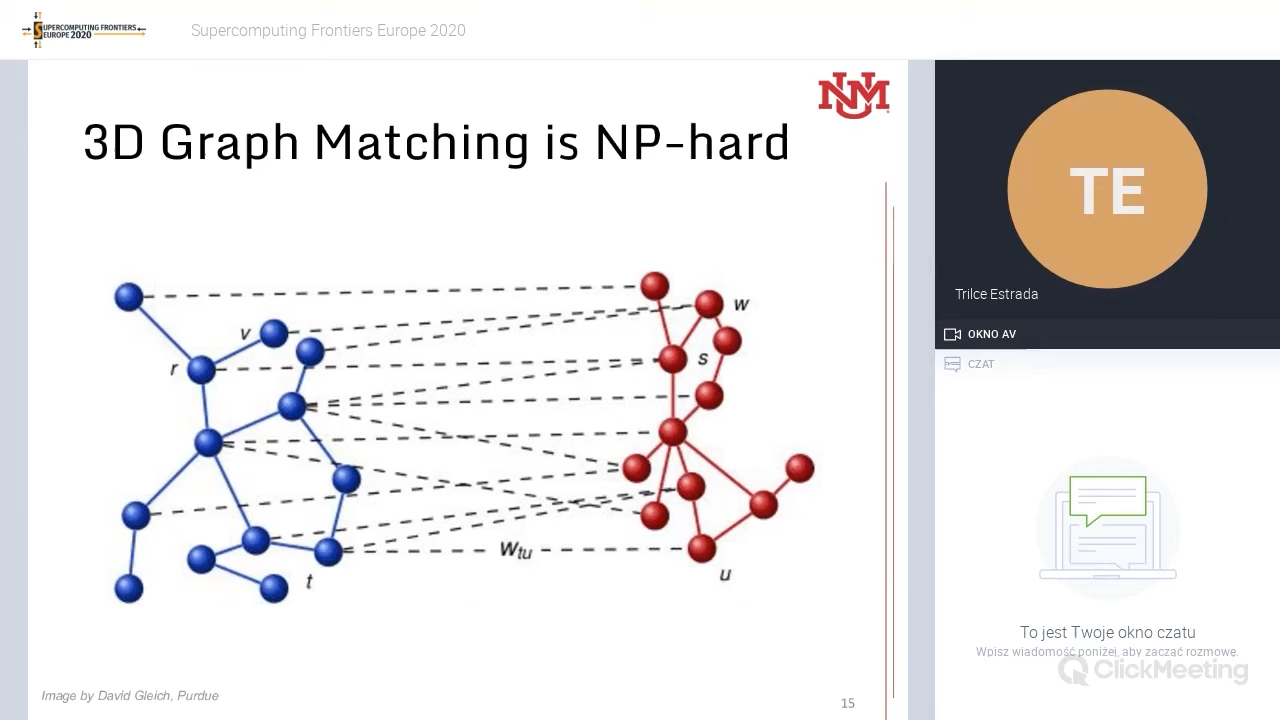 SUPERCOMPUTING FRONTIERS
EUROPE 2020
Supercomputing Frontiers Europe 2020
UNM
3D Graph Matching is NP-hard
v
w
r
s
Wtu
t
u
Image by David Gleich, Purdue
15
TE
Trilce Estrada
OKNO AV
CZAT
To jest Twoje okno czatu
Wpisz wiadomość poniżej, aby zacząć rozmowę.
ClickMeeting